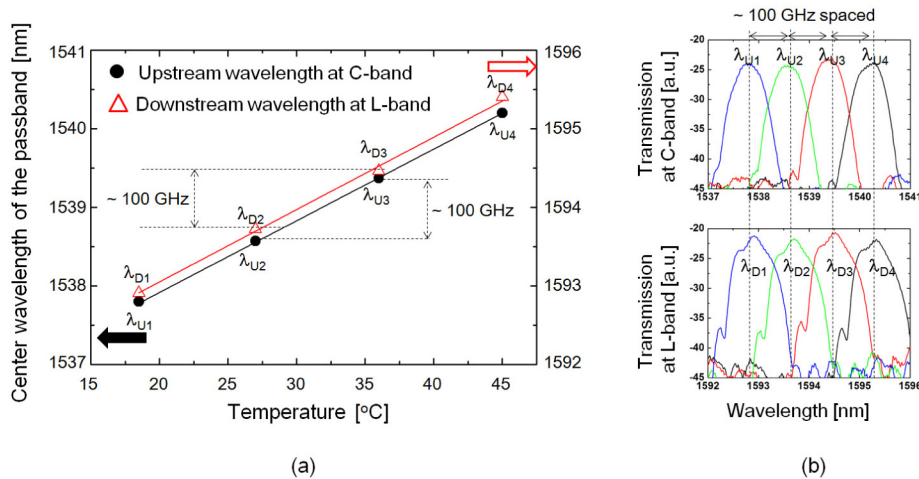 1541
1540
1539
1538
1537
Center wavelength of the passband [nm]
Upstream wavelength at C-band
Downstream wavelength at L-band
~ 100 GHz
~ 100 GHz
λD1
λU1
λD2
λU2
λD3
λU3
λD4
λU4
1596
1595
1594
1593
1592
15 20 25 30 35 40 45
Temperature [oC]
(a)
~ 100 GHz spaced
Transmission
at C-band [a.u.]
-20
-25
-30
-35
-40
-45
λU1 λU2 λU3 λU4
1537 1538 1539 1540 1541
Transmission
at L-band [a.u.]
-20
-25
-30
-35
-40
-45
λD1 λD2 λD3 λD4
1592 1593 1594 1595 1596
Wavelength [nm]
(b)